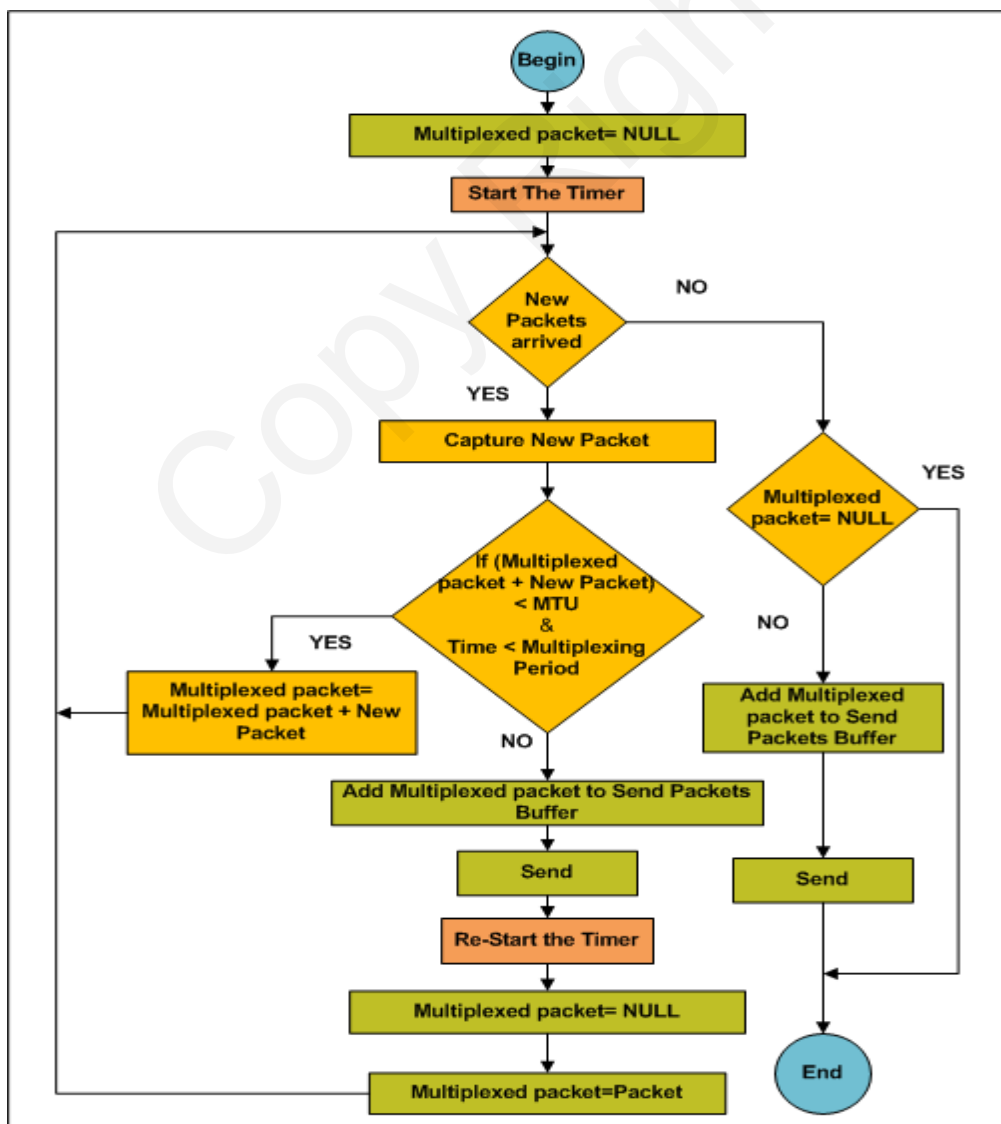 Begin
Multiplexed packet= NULL
Start The Timer
New
Packets
arrived
NO
YES
Capture New Packet
Multiplexed
packet= NULL
YES
If (Multiplexed
packet + New Packet)
< MTU
&
Time < Multiplexing
Period
YES
NO
Multiplexed packet=
Multiplexed packet + New
Packet
Add Multiplexed
packet to Send
Packets Buffer
NO
Add Multiplexed packet to Send Packets
Buffer
Send
Send
Re-Start the Timer
Multiplexed packet= NULL
Multiplexed packet=Packet
End
Copy Righ